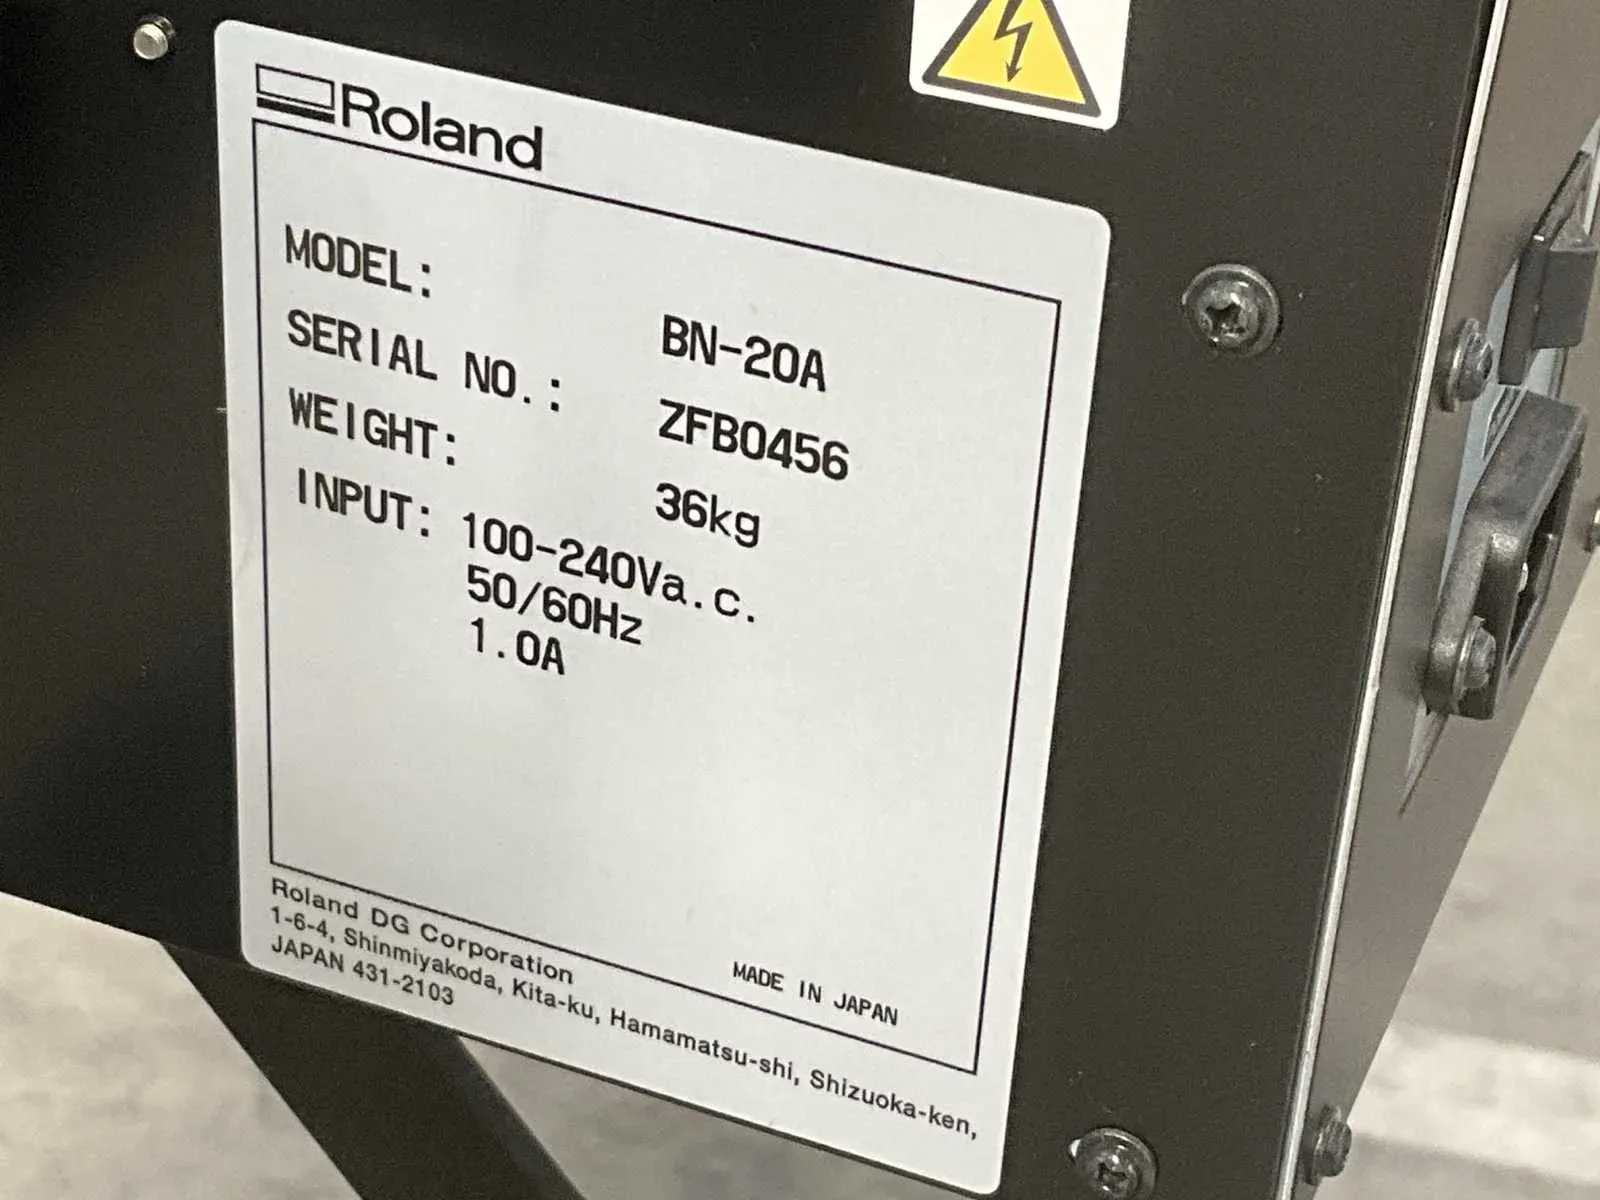 Roland
MODEL: BN-20A
SERIAL NO.: ZFB0456
WEIGHT: 36kg
INPUT: 100-240Va.c.
50/60Hz
1.0A
MADE IN JAPAN
Roland DG Corporation
1-6-4, Shinmiyakoda, Kita-ku, Hamamatsu-shi, Shizuoka-ken,
JAPAN 431-2103